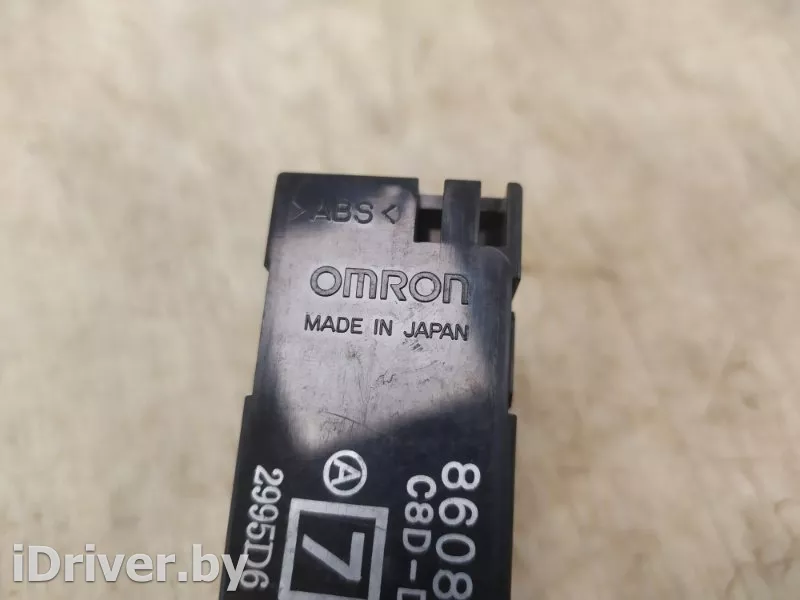 >ABS<
OMRON
MADE IN JAPAN
8608
C8D-
A
7
2995D6
iDriver.by